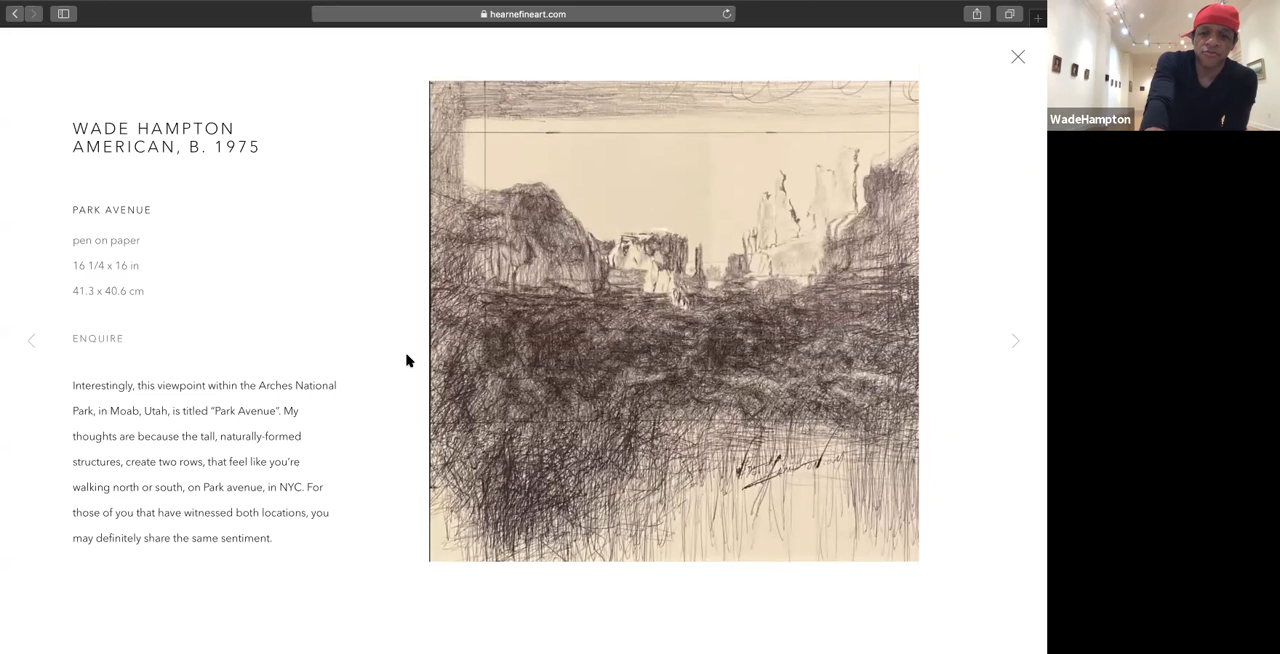 hearnefineart.com
WadeHampton
WADE HAMPTON
AMERICAN, B. 1975
PARK AVENUE
pen on paper
16 1/4 x 16 in
41.3 x 40.6 cm
ENQUIRE
Interestingly, this viewpoint within the Arches National
Park, in Moab, Utah, is titled “Park Avenue”. My
thoughts are because the tall, naturally-formed
structures, create two rows, that feel like you’re
walking north or south, on Park avenue, in NYC. For
those of you that have witnessed both locations, you
may definitely share the same sentiment.